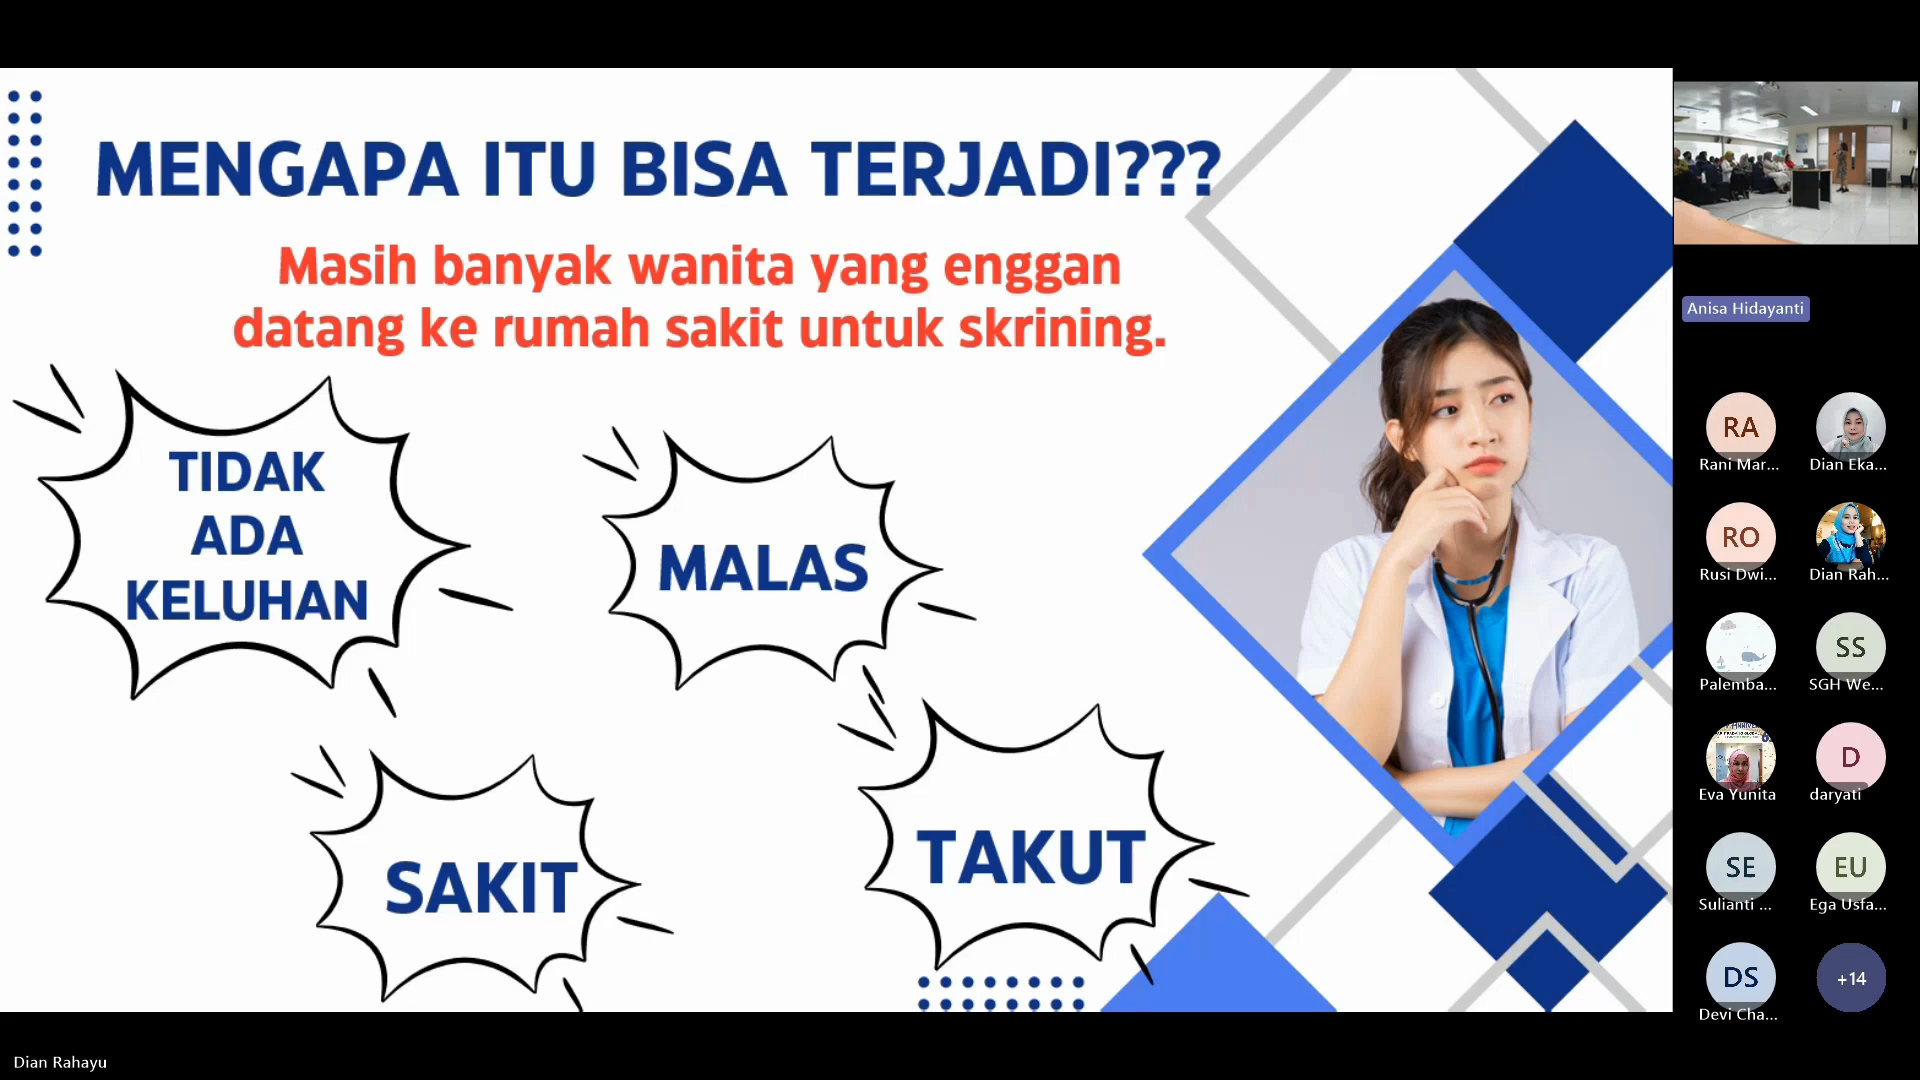 MENGAPA ITU BISA TERJADI???
Masih banyak wanita yang enggan
datang ke rumah sakit untuk skrining.
TIDAK
ADA
KELUHAN
MALAS
SAKIT
TAKUT
Anisa Hidayanti
RA
Rani Mar...
Dian Eka...
RO
Rusi Dwi...
Dian Rah...
Palemba...
SS
SGH We...
Eva Yunita
D
daryati
SE
Sulianti ...
EU
Ega Usfa...
DS
Devi Cha...
+14
Dian Rahayu